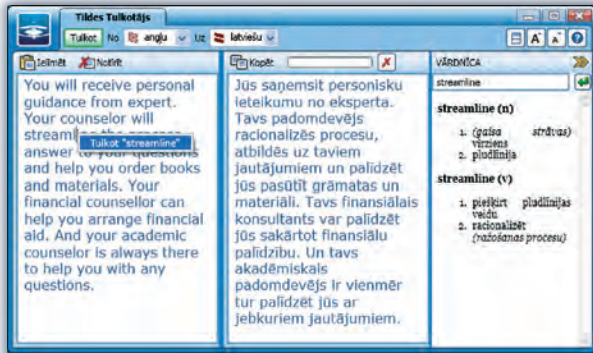 Tildes Tulkotājs
Tulkot No angļu Uz latviešu A A ?
Ielīmēt Notīrīt
Kopēt
VĀRDNĪCA
You will receive personal
guidance from expert.
Your counselor will
streamline the process,
answer to your questions
and help you order books
and materials. Your
financial counsellor can
help you arrange financial
aid. And your academic
counselor is always there
to help you with any
questions.
Tulkot "streamline"
Jūs saņemsit personisku
ieteikumu no eksperta.
Tavs padomdevējs
racionalizēs procesu,
atbildēs uz taviem
jautājumiem un palīdzēt
jūs pasūtīt grāmatas un
materiāli. Tavs finansiālais
konsultants var palīdzēt
jūs sakārtot finansiālu
palīdzību. Un tavs
akadēmiskais
padomdevējs ir vienmēr
tur palīdzēt jūs ar
jebkuriem jautājumiem.
streamline
streamline (n)
1. (gaisa strāvas)
virziens
2. plūdlīnija
streamline (v)
1. piešķirt plūdlīnijas
veidu
2. racionalizēt
(ražošanas procesu)